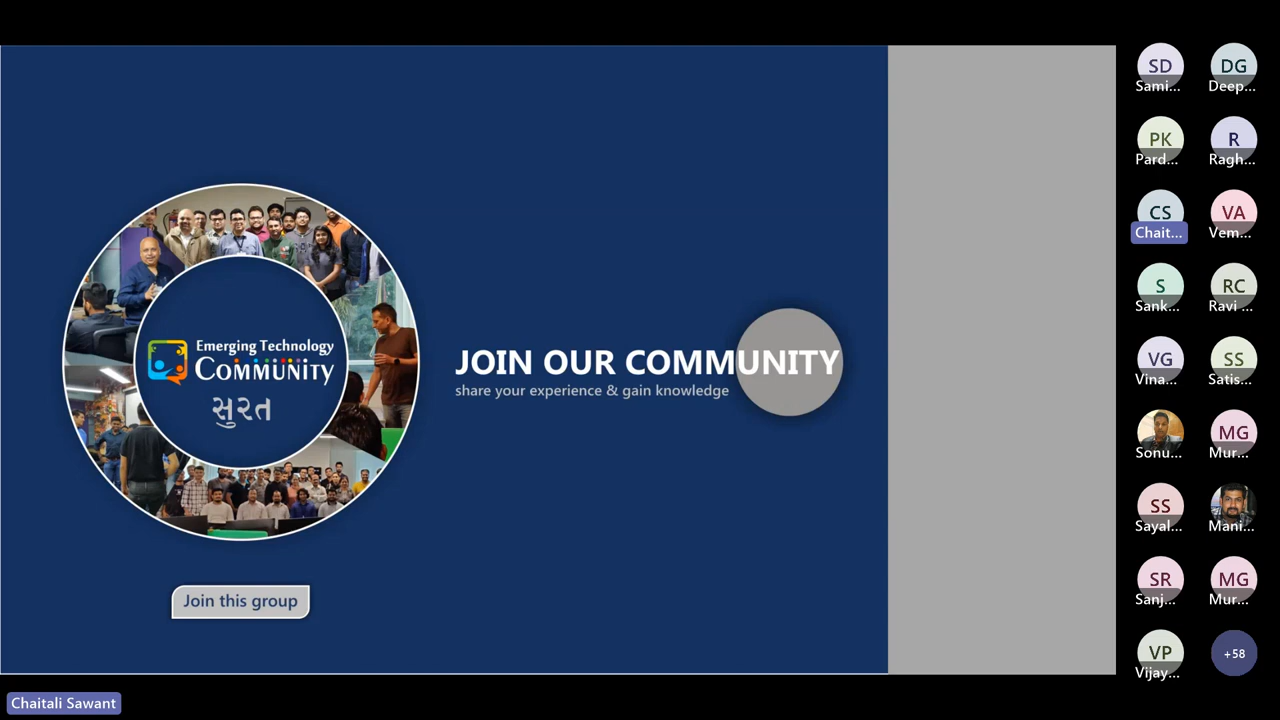 Emerging Technology
COMMUNITY
સુરત
JOIN OUR COMMUNITY
share your experience & gain knowledge
Join this group
SD
Sami...
DG
Deep...
PK
Pard...
R
Ragh...
CS
Chait...
VA
Vem...
S
Sank...
RC
Ravi ...
VG
Vina...
SS
Satis...
Sonu...
MG
Mur...
SS
Sayal...
Mani...
SR
Sanj...
MG
Mur...
VP
Vijay...
+58
Chaitali Sawant